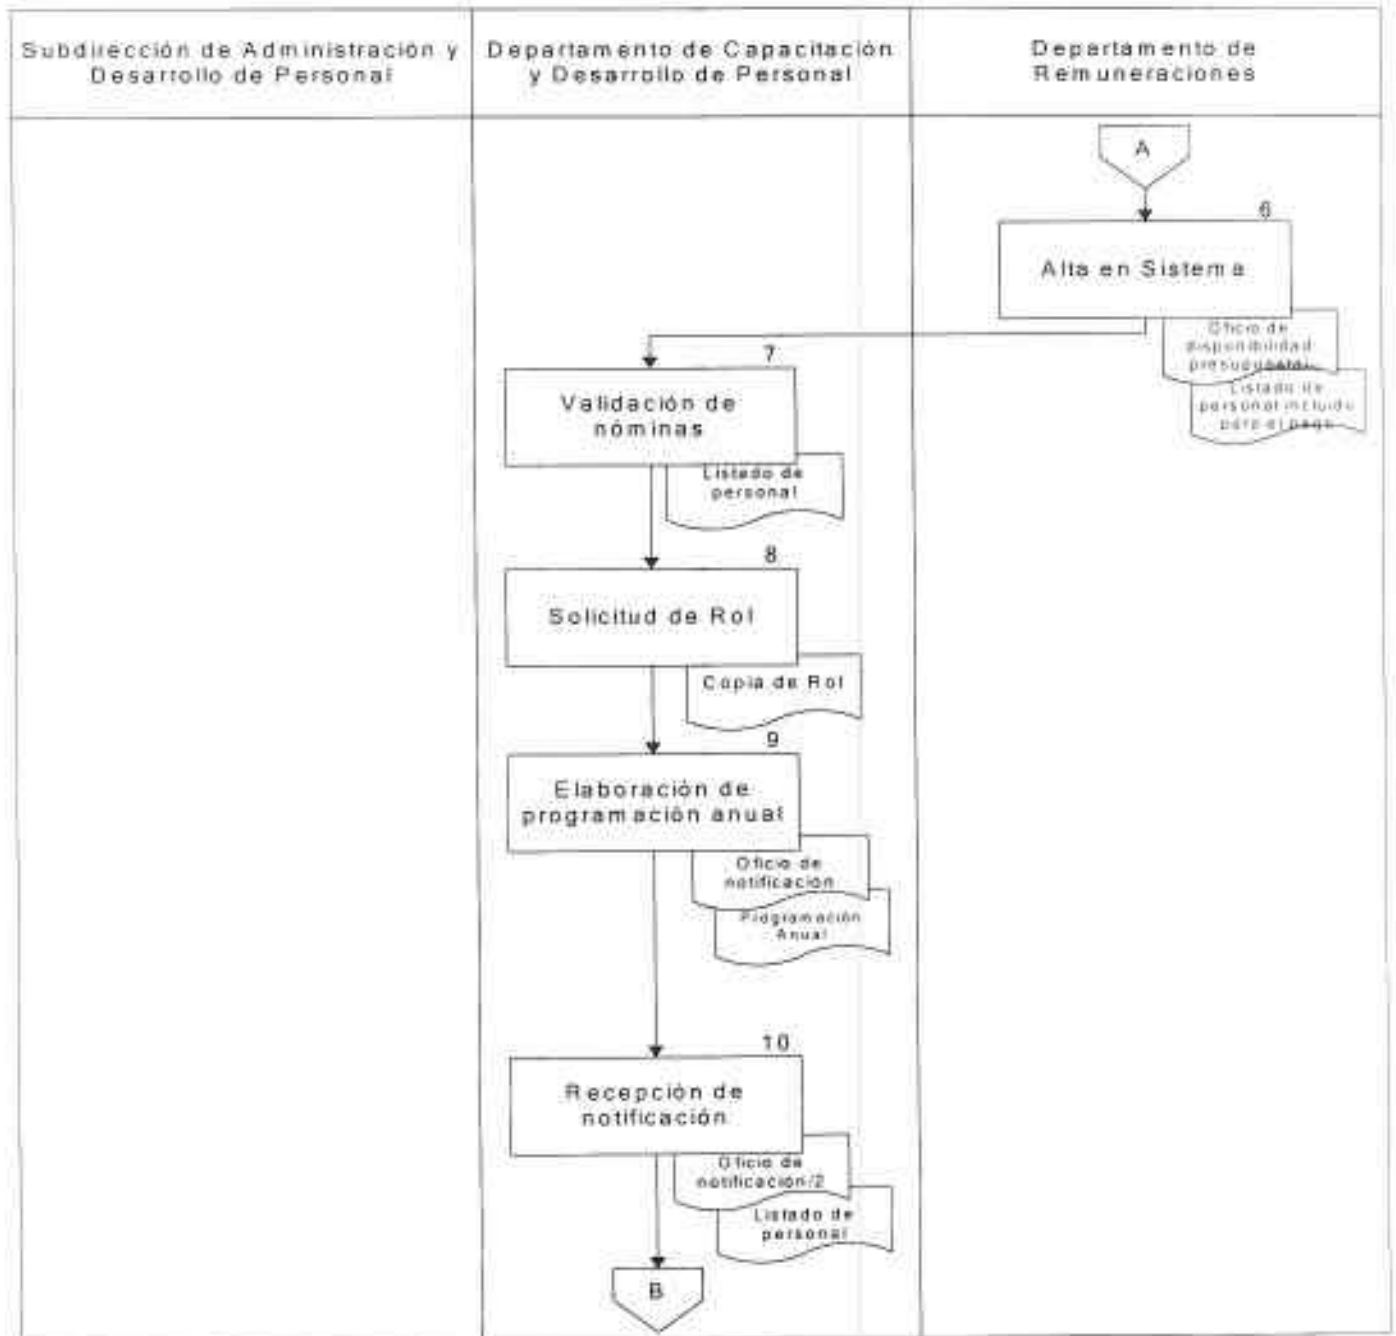 Subdirección de Administración y
Desarrollo de Personal
Departamento de Capacitación
y Desarrollo de Personal
Departamento de
Remuneraciones
A
6
Alta en Sistema
Oficio de
disponibilidad
Listado de
personal incluido
para el pago
7
Validación de
nóminas
Listado de
personal
8
Solicitud de Rol
Copia de Rol
9
Elaboración de
programación anual
Oficio de
notificación
Programación
Anual
10
Recepción de
notificación
Oficio de
notificación/2
Listado de
personal
B